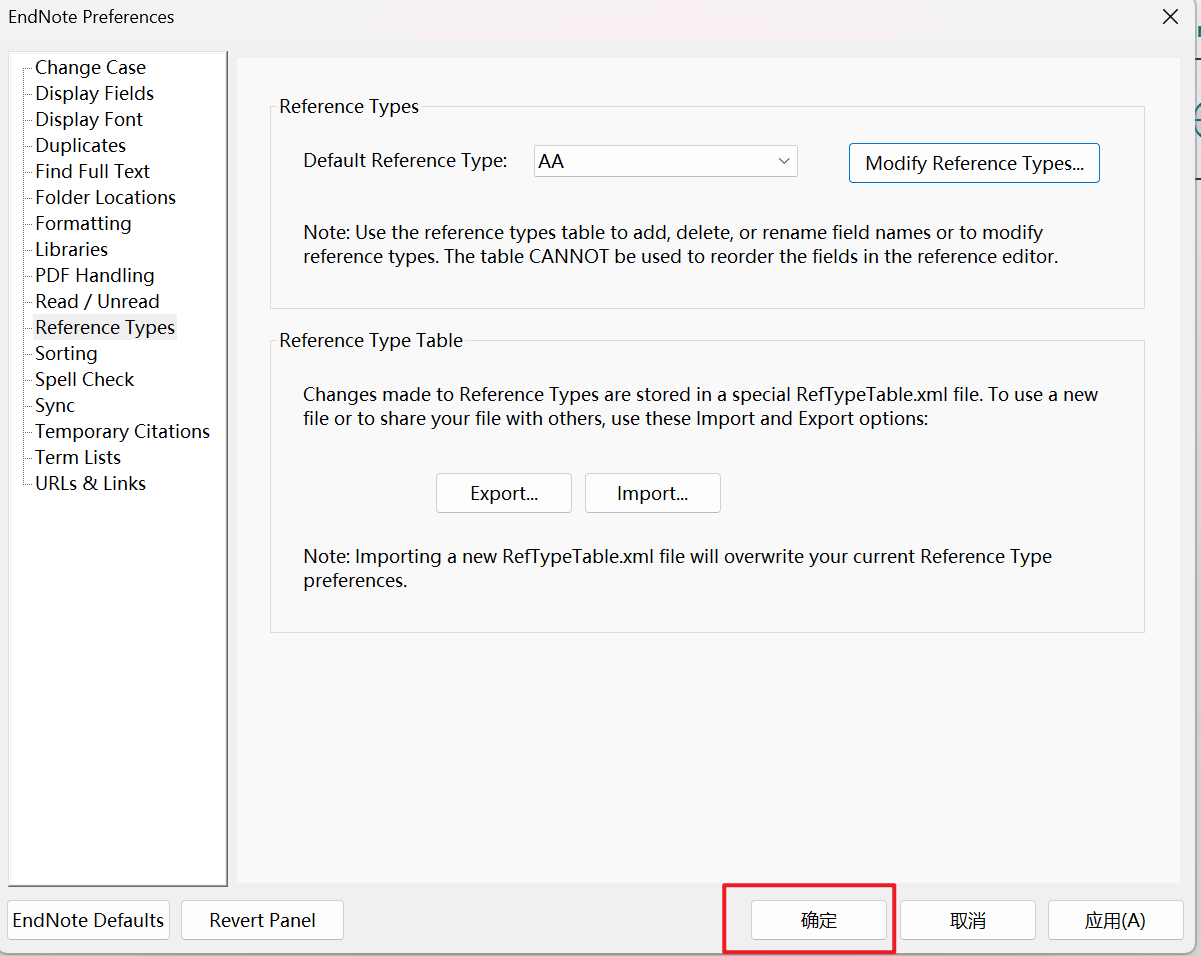 EndNote Preferences
Change Case
Display Fields
Display Font
Duplicates
Find Full Text
Folder Locations
Formatting
Libraries
PDF Handling
Read / Unread
Reference Types
Sorting
Spell Check
Sync
Temporary Citations
Term Lists
URLs & Links
Reference Types
Default Reference Type: AA Modify Reference Types...
Note: Use the reference types table to add, delete, or rename field names or to modify
reference types. The table CANNOT be used to reorder the fields in the reference editor.
Reference Type Table
Changes made to Reference Types are stored in a special RefTypeTable.xml file. To use a new
file or to share your file with others, use these Import and Export options:
Export... Import...
Note: Importing a new RefTypeTable.xml file will overwrite your current Reference Type
preferences.
EndNote Defaults Revert Panel 确定 取消 应用(A)